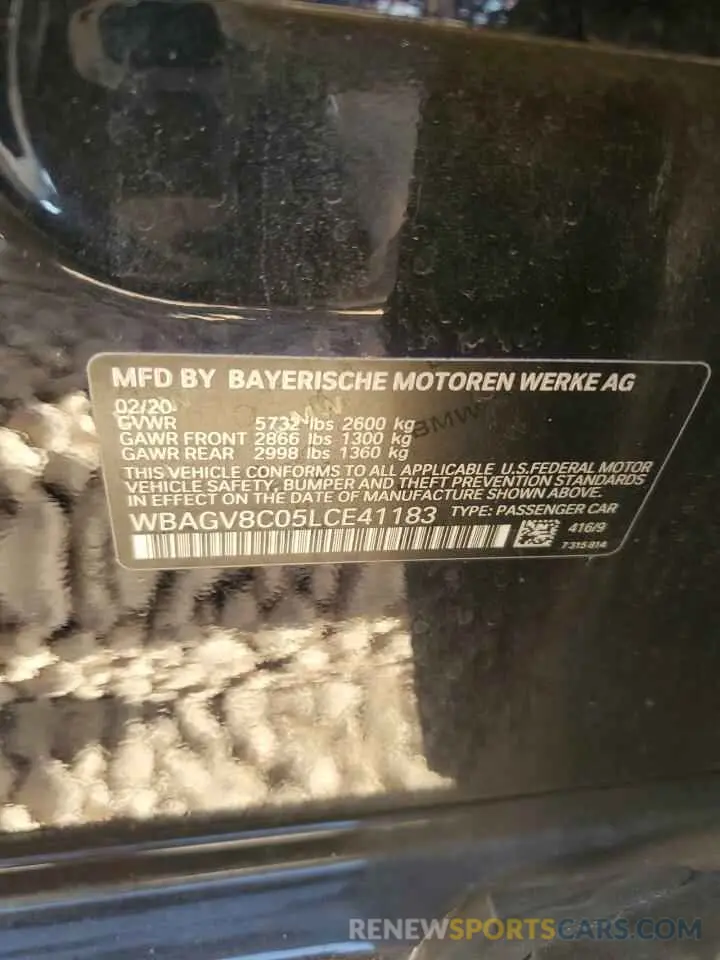 MFD BY BAYERISCHE MOTOREN WERKE AG
02/20
GVWR 5732 lbs 2600 kg
GAWR FRONT 2866 lbs 1300 kg
GAWR REAR 2998 lbs 1360 kg
THIS VEHICLE CONFORMS TO ALL APPLICABLE U.S.FEDERAL MOTOR
VEHICLE SAFETY, BUMPER AND THEFT PREVENTION STANDARDS
IN EFFECT ON THE DATE OF MANUFACTURE SHOWN ABOVE.
WBAGV8C05LCE41183 TYPE: PASSENGER CAR
416/9
7315814
BMW
RENEWSPORTSCARS.COM